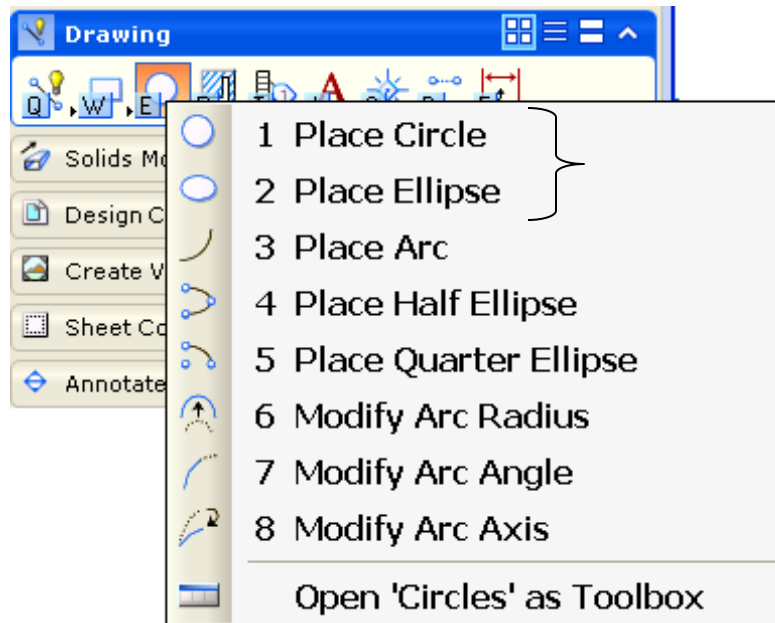 Drawing
Q W E
1 Place Circle
Solids Mo
2 Place Ellipse
Design C
3 Place Arc
Create V
4 Place Half Ellipse
Sheet Co
5 Place Quarter Ellipse
Annotate
6 Modify Arc Radius
7 Modify Arc Angle
8 Modify Arc Axis
Open 'Circles' as Toolbox